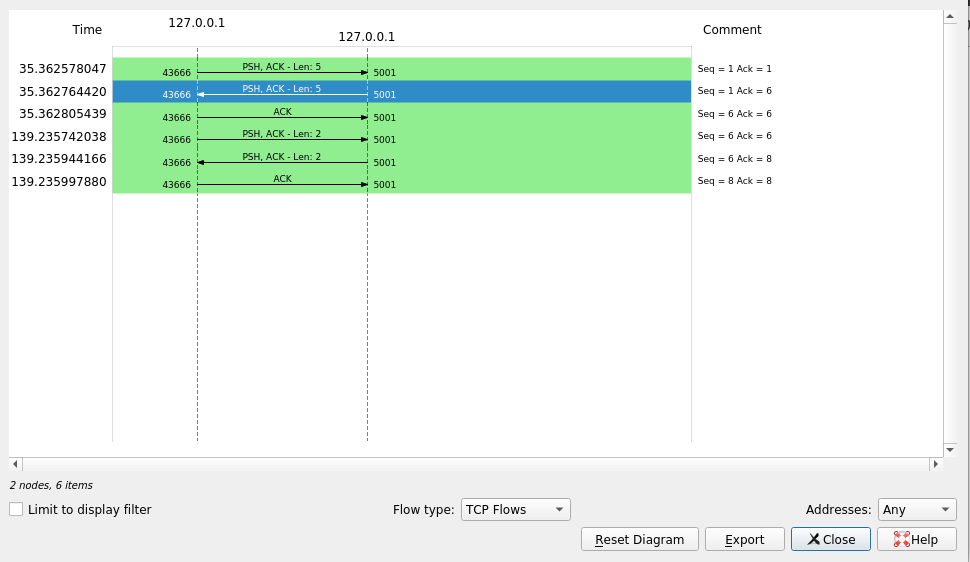 127.0.0.1
Time 127.0.0.1 Comment
35.362578047 43666 PSH, ACK - Len: 5 5001 Seq = 1 Ack = 1
35.362764420 43666 PSH, ACK - Len: 5 5001 Seq = 1 Ack = 6
35.362805439 43666 ACK 5001 Seq = 6 Ack = 6
139.235742038 43666 PSH, ACK - Len: 2 5001 Seq = 6 Ack = 6
139.235944166 43666 PSH, ACK - Len: 2 5001 Seq = 6 Ack = 8
139.235997880 43666 ACK 5001 Seq = 8 Ack = 8
2 nodes, 6 items
Limit to display filter Flow type: TCP Flows Addresses: Any
Reset Diagram Export Close Help